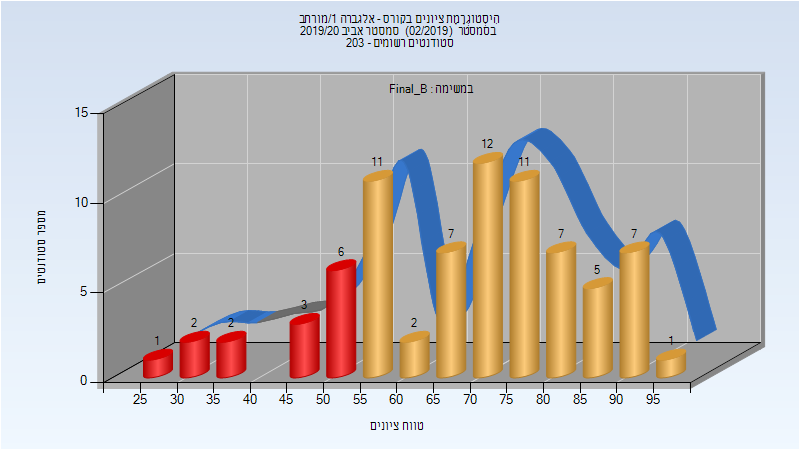 היסטוגרמת ציונים בקורס - אלגברה 1/מורחב
בסמסטר (02/2019) סמסטר אביב 2019/20
סטודנטים רשומים - 203
במשימה : Final_B
מספר סטודנטים
15
10
5
0
1
2
2
3
6
11
2
7
12
11
7
5
7
1
25 30 35 40 45 50 55 60 65 70 75 80 85 90 95
טווח ציונים